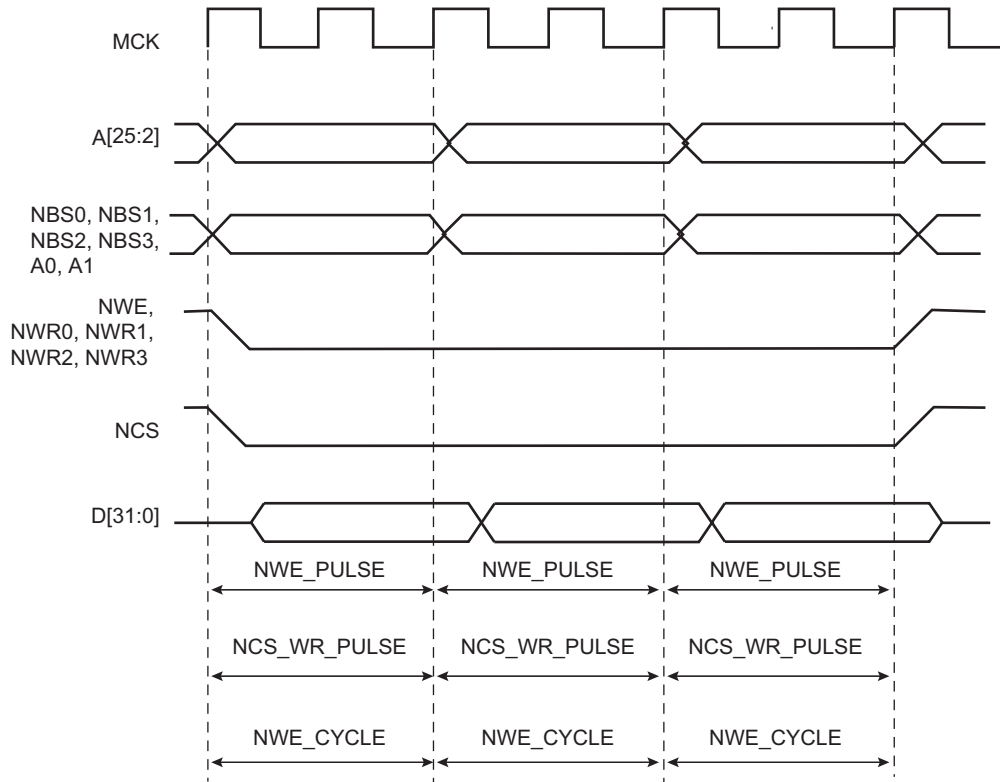 MCK
A[25:2]
NBS0, NBS1,
NBS2, NBS3,
A0, A1
NWE,
NWR0, NWR1,
NWR2, NWR3
NCS
D[31:0]
NWE_PULSE NWE_PULSE NWE_PULSE
NCS_WR_PULSE NCS_WR_PULSE NCS_WR_PULSE
NWE_CYCLE NWE_CYCLE NWE_CYCLE